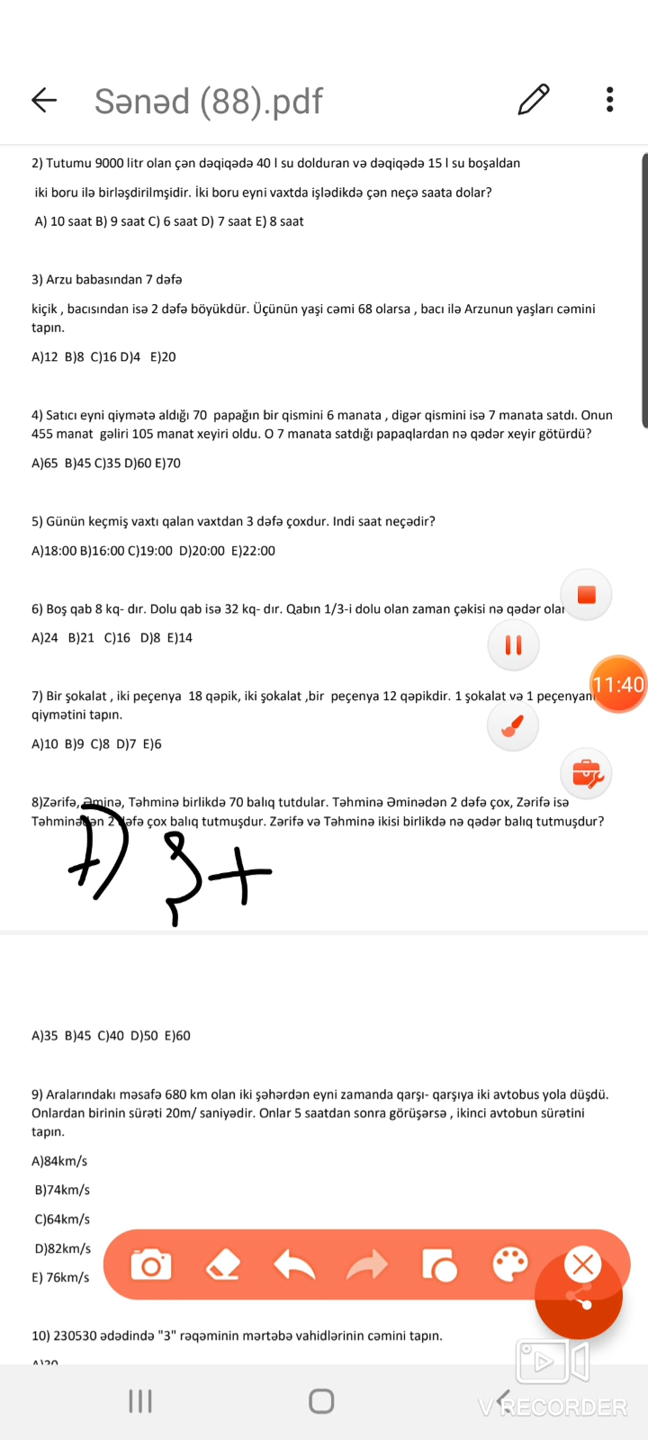 Sənəd (88).pdf
2) Tutumu 9000 litr olan çən dəqiqədə 40 l su dolduran və dəqiqədə 15 l su boşaldan
iki boru ilə birləşdirilmşidir. İki boru eyni vaxtda işlədikdə çən neçə saata dolar?
A) 10 saat B) 9 saat C) 6 saat D) 7 saat E) 8 saat
3) Arzu babasından 7 dəfə
kiçik , bacısından isə 2 dəfə böyükdür. Üçünün yaşi cəmi 68 olarsa , bacı ilə Arzunun yaşları cəmini
tapın.
A)12 B)8 C)16 D)4 E)20
4) Satıcı eyni qiymətə aldığı 70 papağın bir qismini 6 manata , digər qismini isə 7 manata satdı. Onun
455 manat gəliri 105 manat xeyiri oldu. O 7 manata satdığı papaqlardan nə qədər xeyir götürdü?
A)65 B)45 C)35 D)60 E)70
5) Günün keçmiş vaxtı qalan vaxtdan 3 dəfə çoxdur. Indi saat neçədir?
A)18:00 B)16:00 C)19:00 D)20:00 E)22:00
6) Boş qab 8 kq- dır. Dolu qab isə 32 kq- dır. Qabın 1/3-i dolu olan zaman çəkisi nə qədər olar
A)24 B)21 C)16 D)8 E)14
11:40
7) Bir şokalat , iki peçenya 18 qəpik, iki şokalat ,bir peçenya 12 qəpikdir. 1 şokalat və 1 peçenyanı
qiymətini tapın.
A)10 B)9 C)8 D)7 E)6
8)Zərifə, Əminə, Təhminə birlikdə 70 balıq tutdular. Təhminə Əminədən 2 dəfə çox, Zərifə isə
Təhminədən 2 dəfə çox balıq tutmuşdur. Zərifə və Təhminə ikisi birlikdə nə qədər balıq tutmuşdur?
A)35 B)45 C)40 D)50 E)60
9) Aralarındakı məsafə 680 km olan iki şəhərdən eyni zamanda qarşı- qarşıya iki avtobus yola düşdü.
Onlardan birinin sürəti 20m/ saniyədir. Onlar 5 saatdan sonra görüşərsə , ikinci avtobun sürətini
tapın.
A)84km/s
B)74km/s
C)64km/s
D)82km/s
E) 76km/s
10) 230530 ədədində "3" rəqəminin mərtəbə vahidlərinin cəmini tapın.
V RECORDER